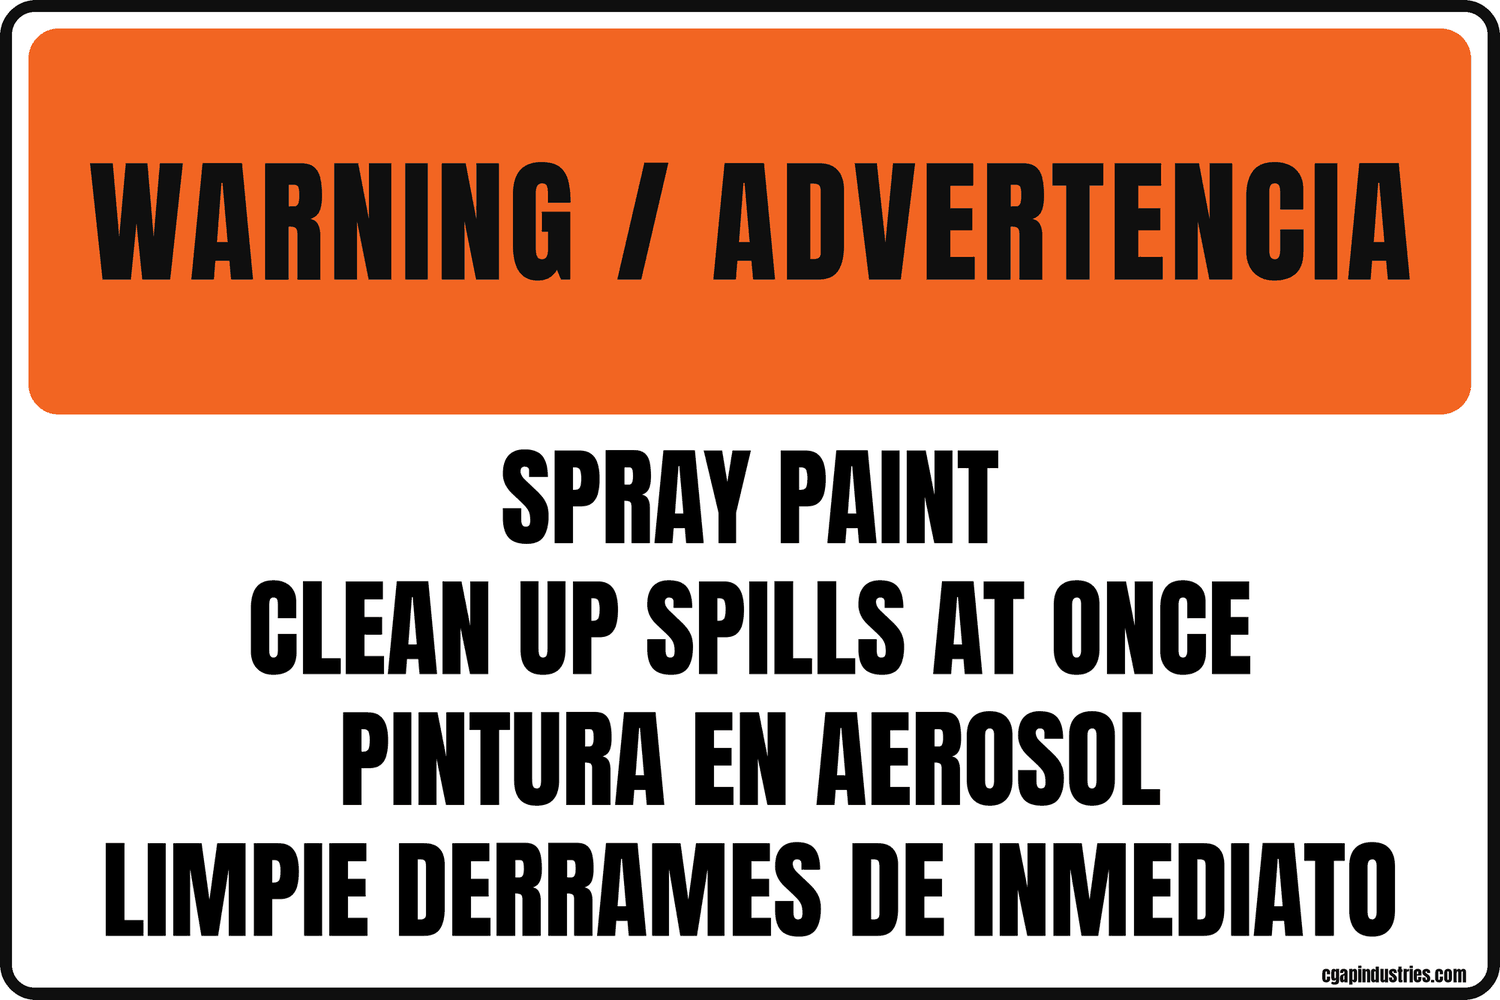 WARNING / ADVERTENCIA
SPRAY PAINT
CLEAN UP SPILLS AT ONCE
PINTURA EN AEROSOL
LIMPIE DERRAMES DE INMEDIATO
cgapindustries.com